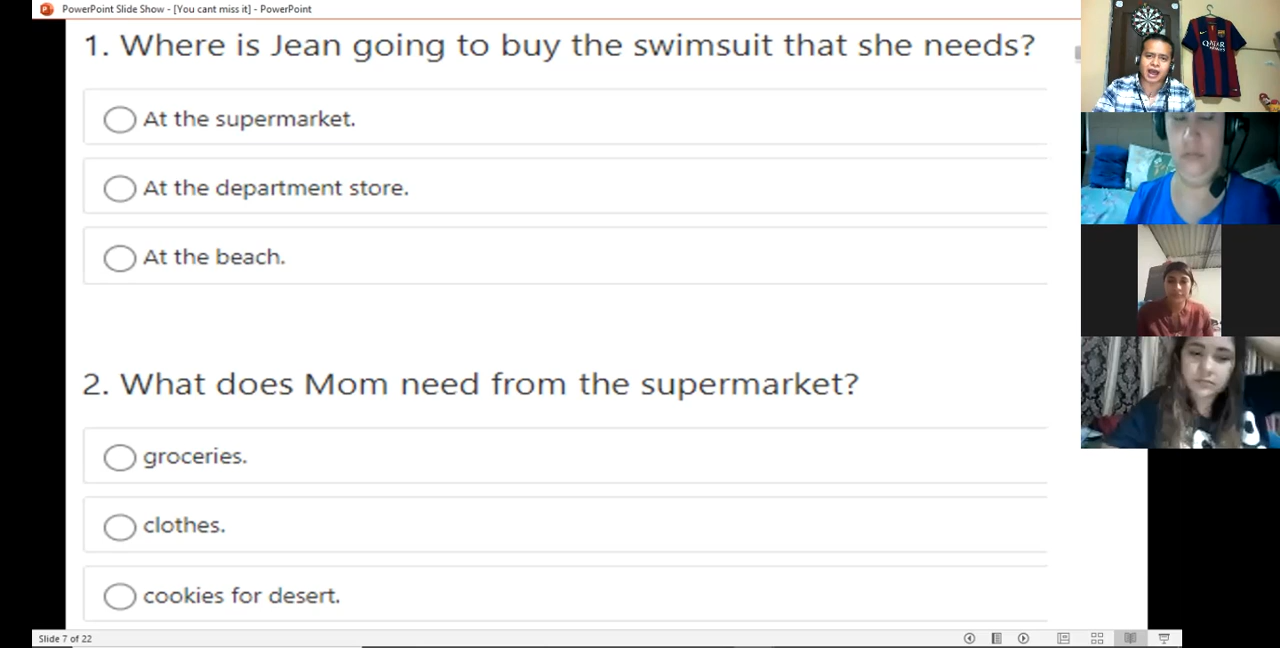 PowerPoint Slide Show - [You cant miss it] - PowerPoint
1. Where is Jean going to buy the swimsuit that she needs?
At the supermarket.
At the department store.
At the beach.
2. What does Mom need from the supermarket?
groceries.
clothes.
cookies for desert.
Slide 7 of 22